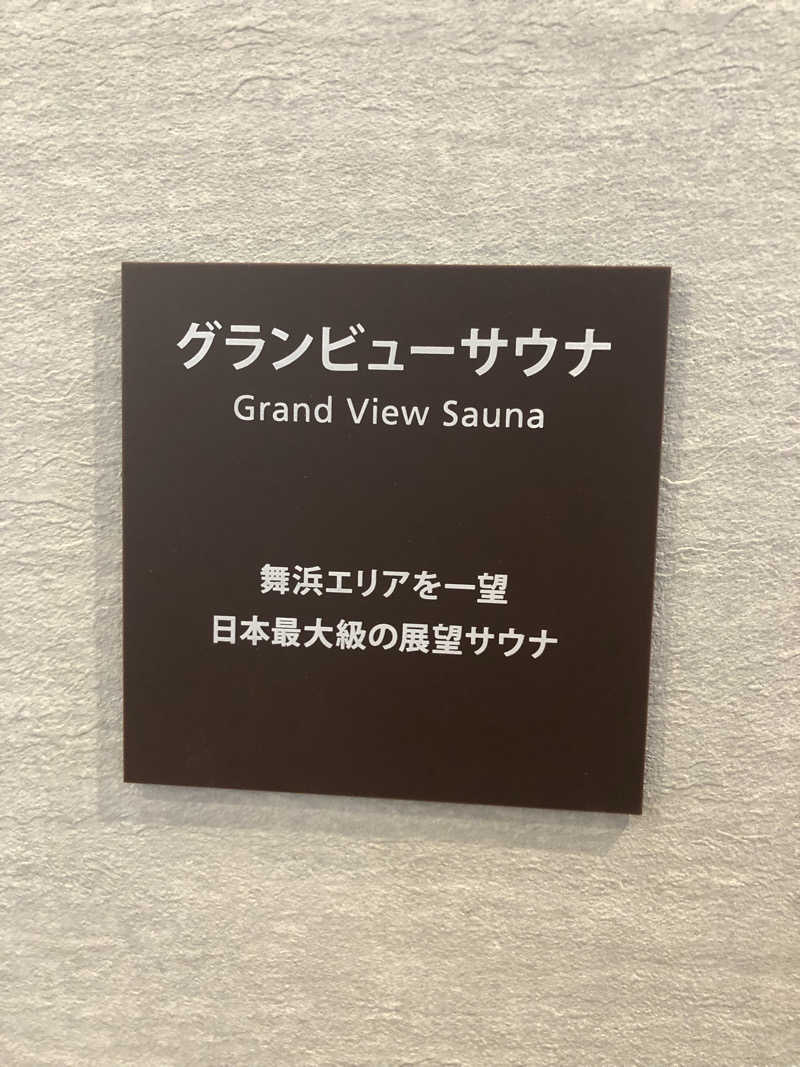 グランビューサウナ
Grand View Sauna
舞浜エリアを一望
日本最大級の展望サウナ